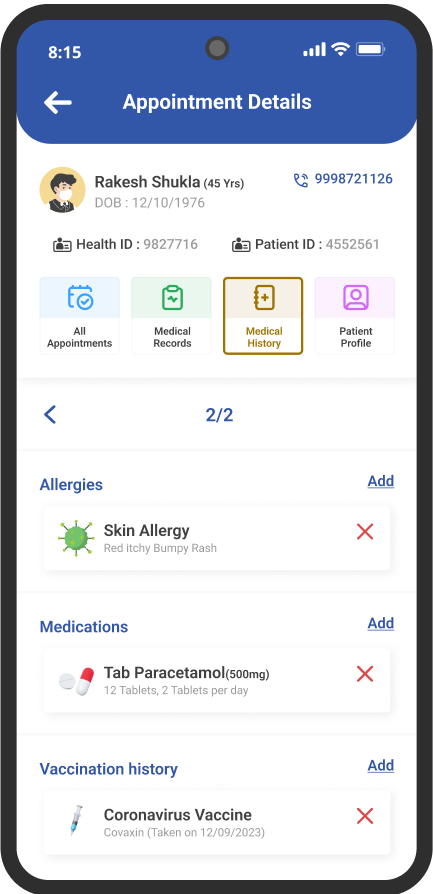 8:15
Appointment Details
Rakesh Shukla (45 Yrs)
9998721126
DOB : 12/10/1976
Health ID : 9827716
Patient ID : 4552561
All
Appointments
Medical
Records
Medical
History
Patient
Profile
2/2
Allergies
Add
Skin Allergy
Red itchy Bumpy Rash
Medications
Add
Tab Paracetamol(500mg)
12 Tablets, 2 Tablets per day
Vaccination history
Add
Coronavirus Vaccine
Covaxin (Taken on 12/09/2023)